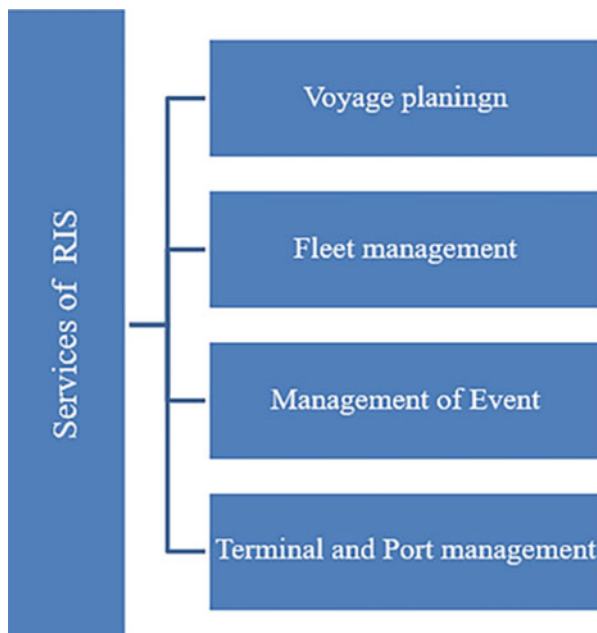 Services of RIS
Voyage planingn
Fleet management
Management of Event
Terminal and Port management